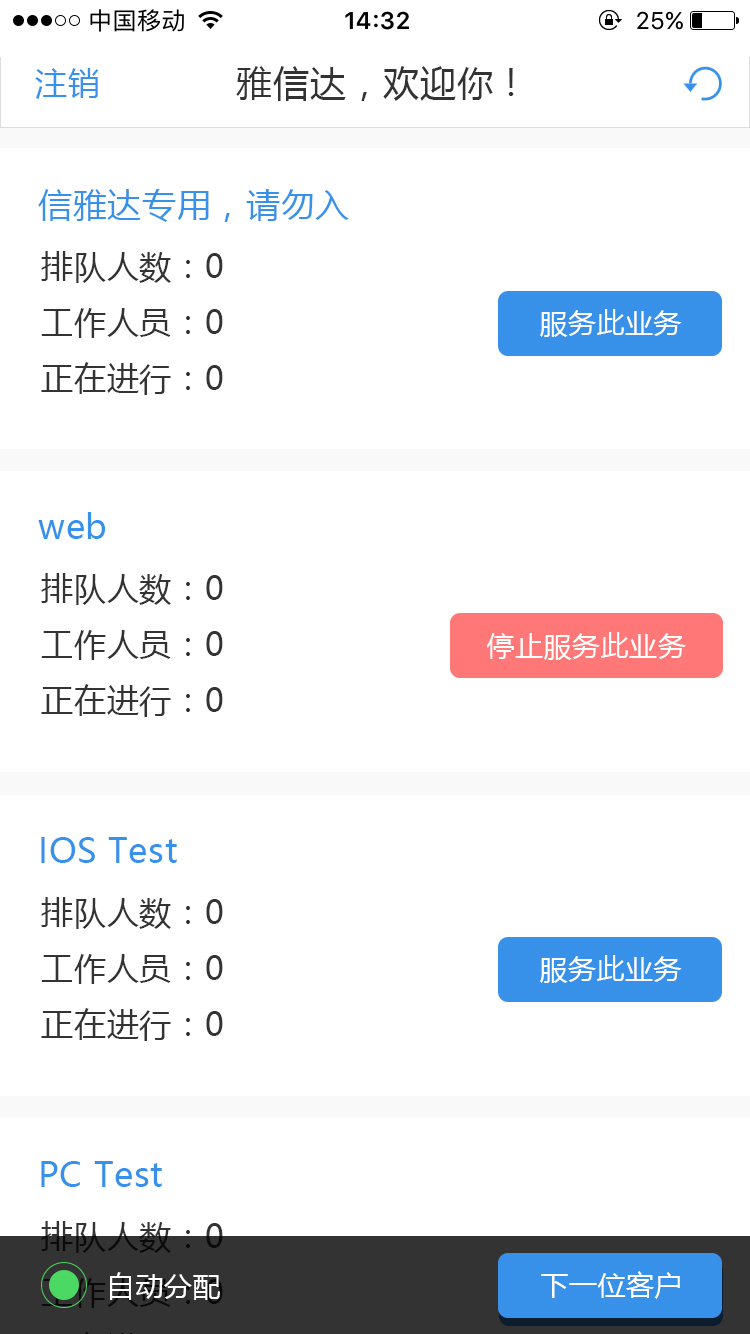 中国移动 14:32 25%
注销 雅信达，欢迎你！
信雅达专用，请勿入
排队人数：0
工作人员：0
服务此业务
正在进行：0
web
排队人数：0
工作人员：0
停止服务此业务
正在进行：0
IOS Test
排队人数：0
工作人员：0
服务此业务
正在进行：0
PC Test
排队人数：0
工作人员：0
自动分配 下一位客户